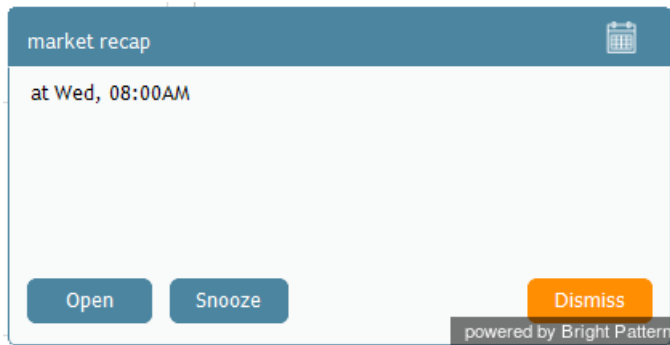 market recap
at Wed, 08:00AM
Open
Snooze
Dismiss
powered by Bright Pattern